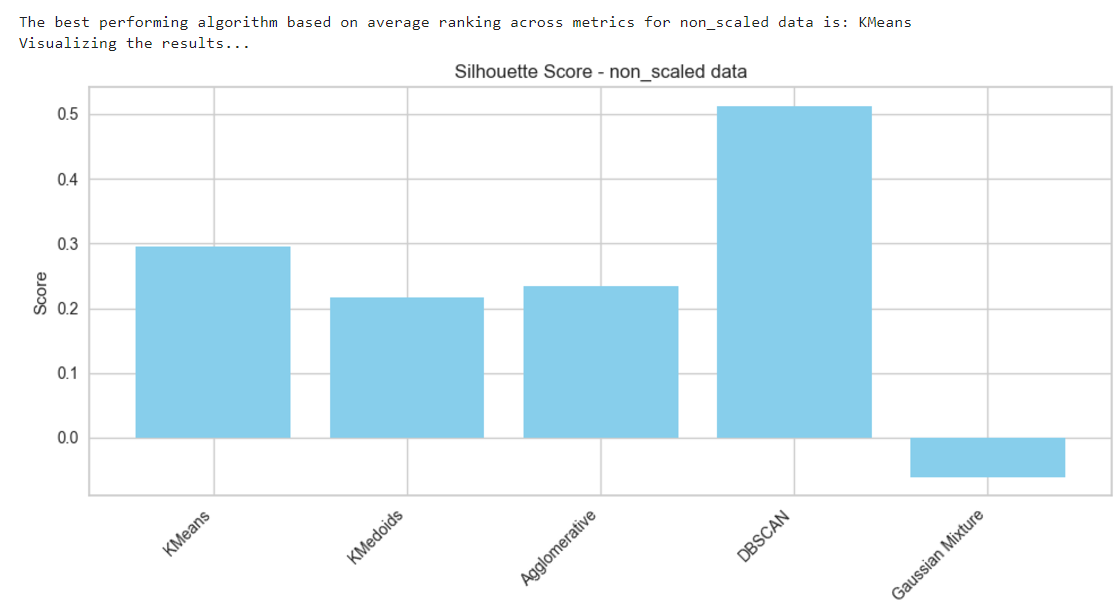 The best performing algorithm based on average ranking across metrics for non_scaled data is: KMeans
Visualizing the results...
Silhouette Score - non_scaled data
0.5
0.4
0.3
0.2
0.1
0.0
Score
KMeans
KMedoids
Agglomerative
DBSCAN
Gaussian Mixture